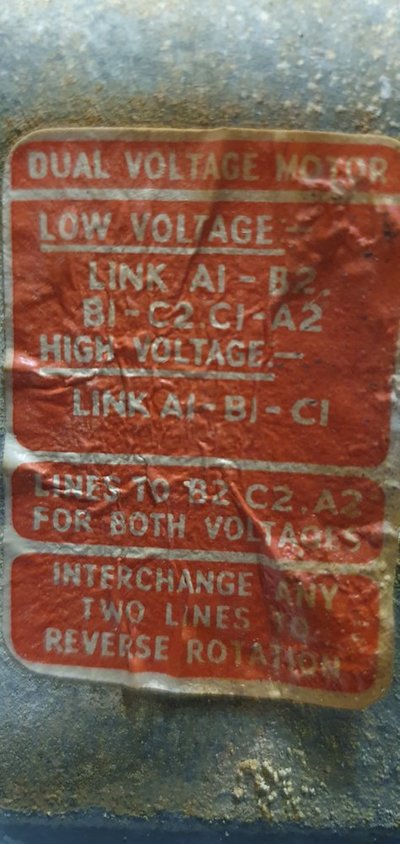 DUAL VOLTAGE MOTOR
LOW VOLTAGE:-
LINK A1-B2.
B1-C2.C1-A2
HIGH VOLTAGE.-
LINK A1-B1-C1
LINES TO B2 C2.A2
FOR BOTH VOLTAGES
INTERCHANGE ANY
TWO LINES TO
REVERSE ROTATION